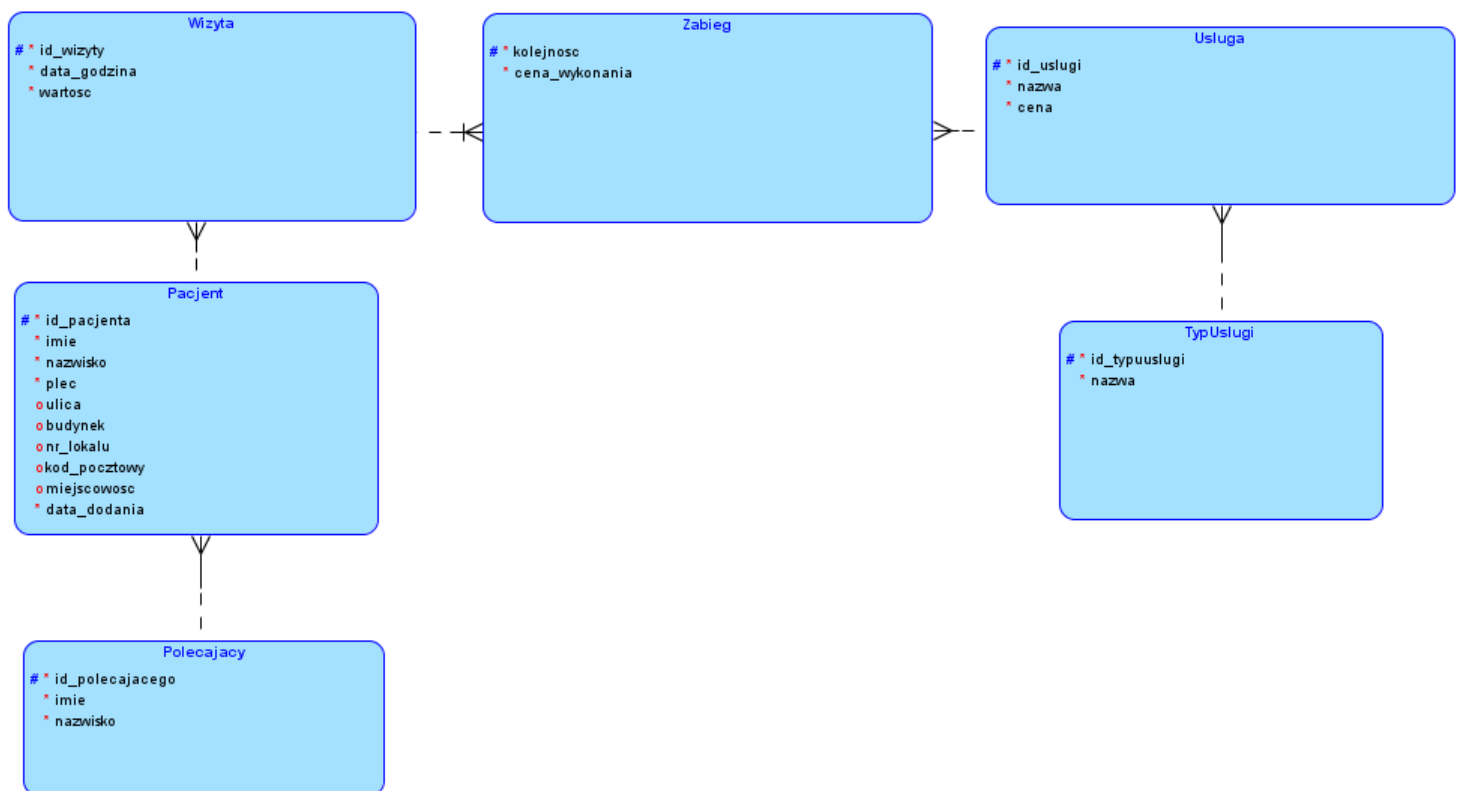 Wizyta
# * id_wizyty
* data_godzina
* wartosc
Zabieg
# * kolejnosc
* cena_wykonania
Usluga
# * id_uslugi
* nazwa
* cena
Pacjent
# * id_pacjenta
* imie
* nazwisko
* plec
o ulica
o budynek
o nr_lokalu
o kod_pocztowy
o miejscowosc
* data_dodania
TypUslugi
# * id_typuuslugi
* nazwa
Polecajacy
# * id_polecajacego
* imie
* nazwisko